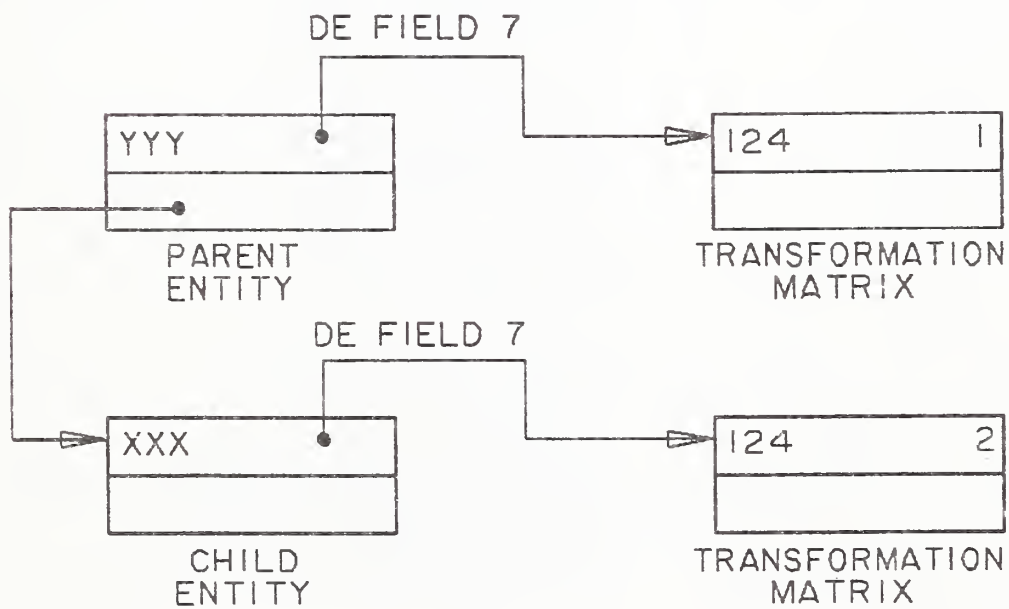 DE FIELD 7
YYY
124 1
PARENT
ENTITY
TRANSFORMATION
MATRIX
DE FIELD 7
XXX
124 2
CHILD
ENTITY
TRANSFORMATION
MATRIX